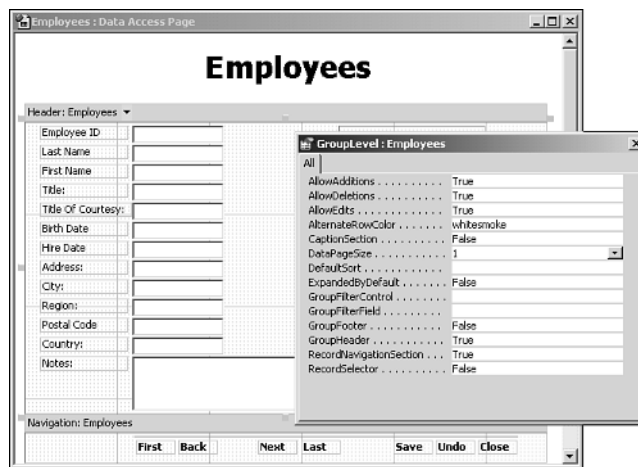 Employees : Data Access Page
Employees
Header: Employees
Employee ID
Last Name
First Name
Title:
Title Of Courtesy:
Birth Date
Hire Date
Address:
City:
Region:
Postal Code
Country:
Notes:
Navigation: Employees
First Back Next Last Save Undo Close
GroupLevel : Employees
All
AllowAdditions . . . . . . . . . . True
AllowDeletions . . . . . . . . . . True
AllowEdits . . . . . . . . . . . . True
AlternateRowColor . . . . . . . whitesmoke
CaptionSection . . . . . . . . . . False
DataPageSize . . . . . . . . . . . 1
DefaultSort . . . . . . . . . . . .
ExpandedByDefault . . . . . . . False
GroupFilterControl . . . . . . . .
GroupFilterField . . . . . . . . .
GroupFooter . . . . . . . . . . . False
GroupHeader . . . . . . . . . . . True
RecordNavigationSection . . . True
RecordSelector . . . . . . . . . False